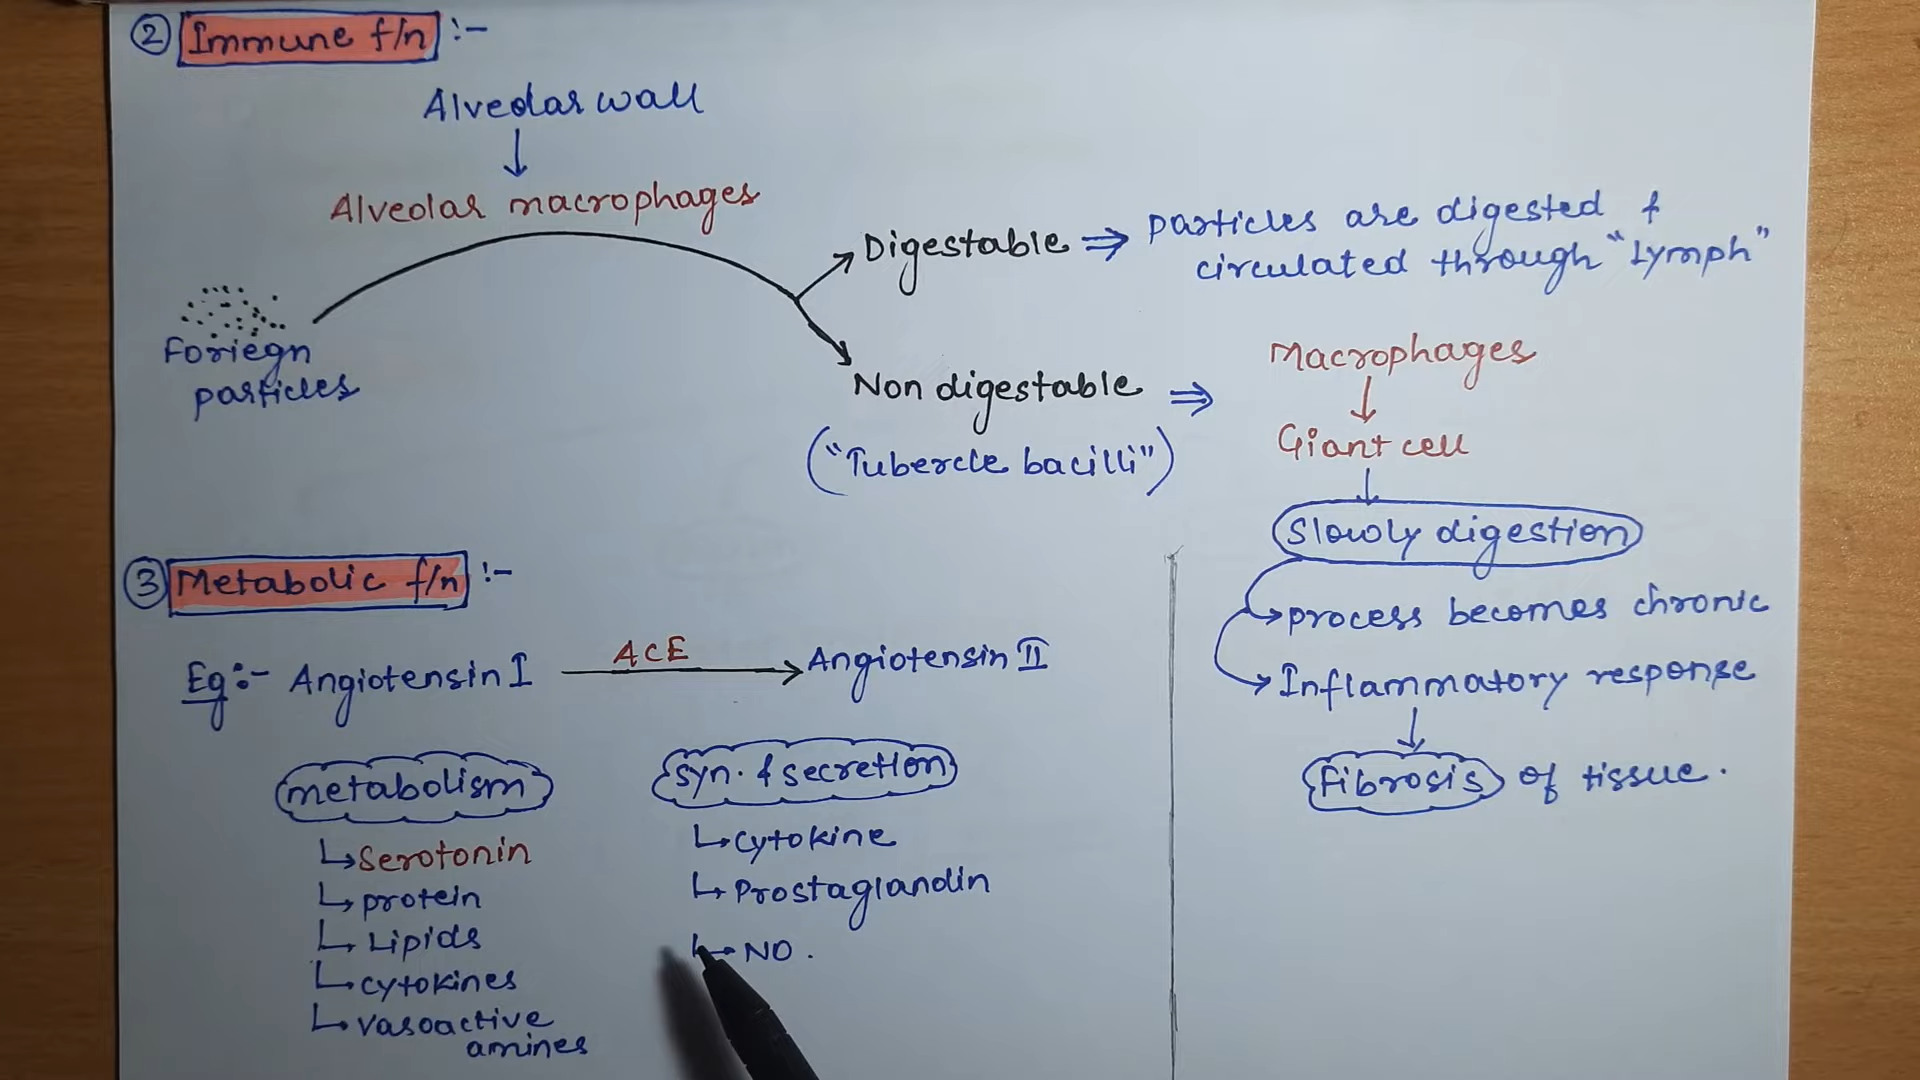 ② Immune f/n :-
Alveolar wall
↓
Alveolar macrophages
Foriegn
particles
Digestable ⇒ particles are digested &
circulated through "Lymph"
Non digestable ⇒
("Tubercle bacilli")
Macrophages
↓
Giant cell
↓
Slowly digestion
→ process becomes chronic
→ Inflammatory response
↓
Fibrosis of tissue.
③ Metabolic f/n :-
Eg:- Angiotensin I ACE → Angiotensin II
metabolism
↳ Serotonin
↳ protein
↳ Lipids
↳ cytokines
↳ vasoactive
amines
syn. & secretion
↳ cytokine
↳ Prostaglandin
↳ NO.